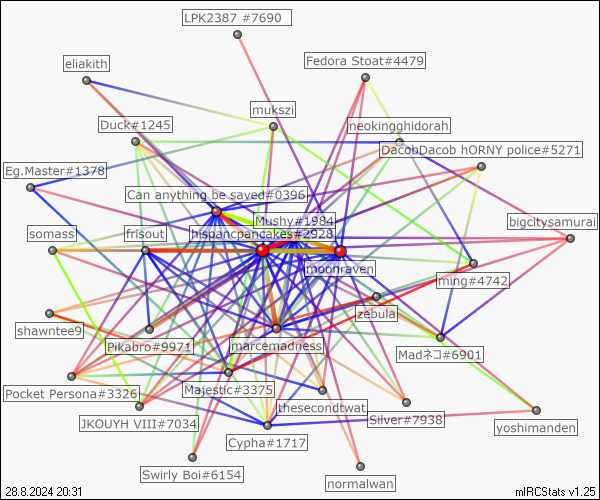 LPK2387 #7690
eliakith
Fedora Stoat#4479
mukszi
Duck#1245
neokingghidorah
DacobDacob hORNY police#5271
Eg.Master#1378
Can anything be saved#0396
Mushy#1984
bigcitysamurai
somass
frisout
hispancpancakes#2928
moonraven
ming#4742
zebula
shawntee9
Pikabro#9971
marcemadness
Madネコ#6901
Pocket Persona#3326
Majestic#3375
thesecondtwat
JKOUYH VIII#7034
Silver#7938
yoshimanden
Cypha#1717
Swirly Boi#6154
normalwan
28.8.2024 20:31
mIRCStats v1.25